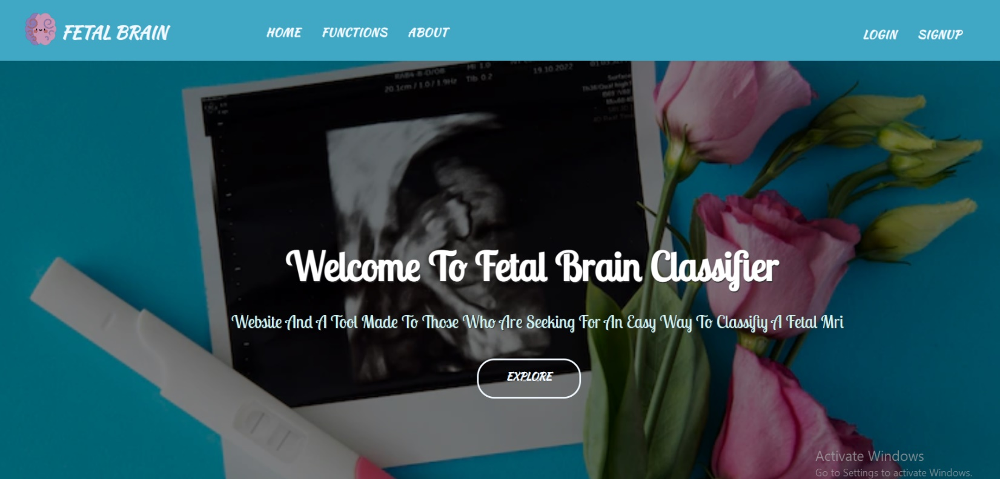 FETAL BRAIN
HOME FUNCTIONS ABOUT
LOGIN SIGNUP
RAB4-8-D/OB MI 1.0
20.1cm / 1.0 / 1.9Hz Tib 0.2
19.10.2022
Welcome To Fetal Brain Classifier
Website And A Tool Made To Those Who Are Seeking For An Easy Way To Classifiy A Fetal Mri
EXPLORE
Activate Windows
Go to Settings to activate Windows.